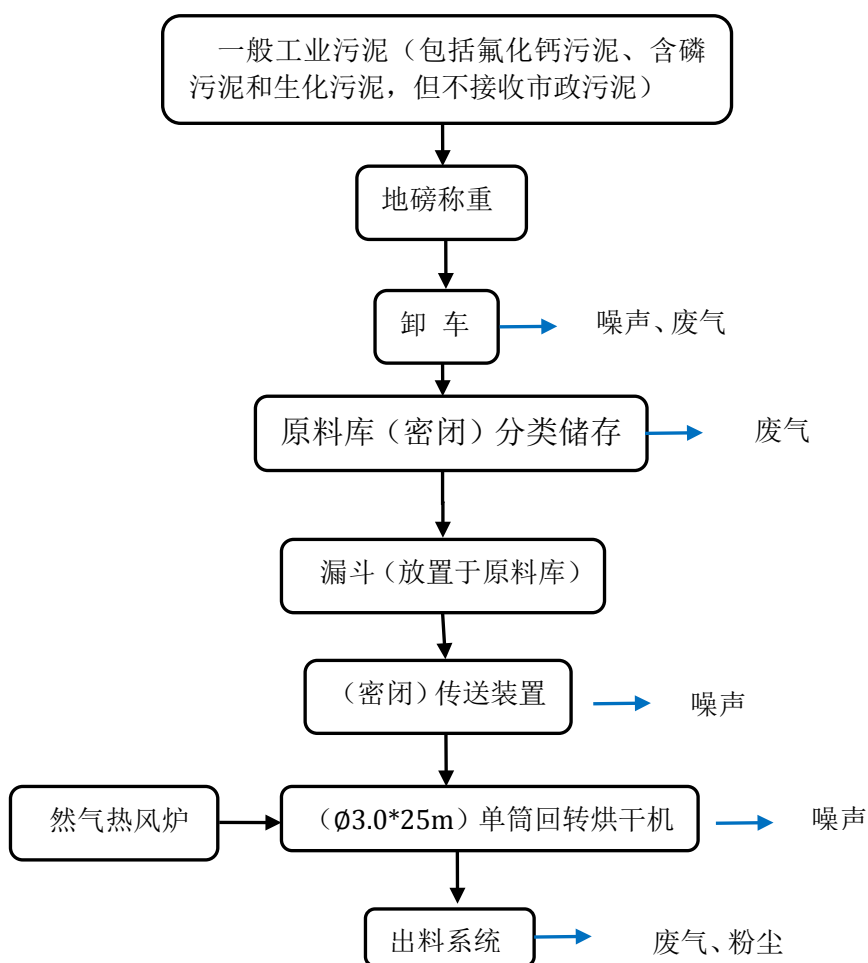 一般工业污泥（包括氟化钙污泥、含磷
污泥和生化污泥，但不接收市政污泥）
地磅称重
卸 车
噪声、废气
原料库（密闭）分类储存
废气
漏斗（放置于原料库）
（密闭）传送装置
噪声
然气热风炉
（Ø3.0*25m）单筒回转烘干机
噪声
出料系统
废气、粉尘